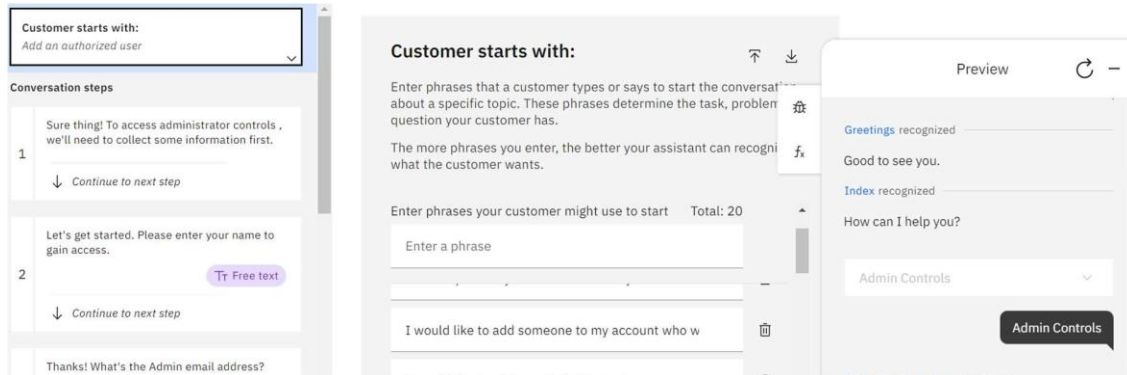 Customer starts with:
Add an authorized user
Conversation steps
1
Sure thing! To access administrator controls ,
we'll need to collect some information first.
Continue to next step
2
Let's get started. Please enter your name to
gain access.
Tт Free text
Continue to next step
Thanks! What's the Admin email address?
Customer starts with:
Enter phrases that a customer types or says to start the conversation
about a specific topic. These phrases determine the task, problem
question your customer has.
The more phrases you enter, the better your assistant can recogni
what the customer wants.
Enter phrases your customer might use to start Total: 20
Enter a phrase
I would like to add someone to my account who w
fx
Preview
Greetings recognized
Good to see you.
Index recognized
How can I help you?
Admin Controls
Admin Controls